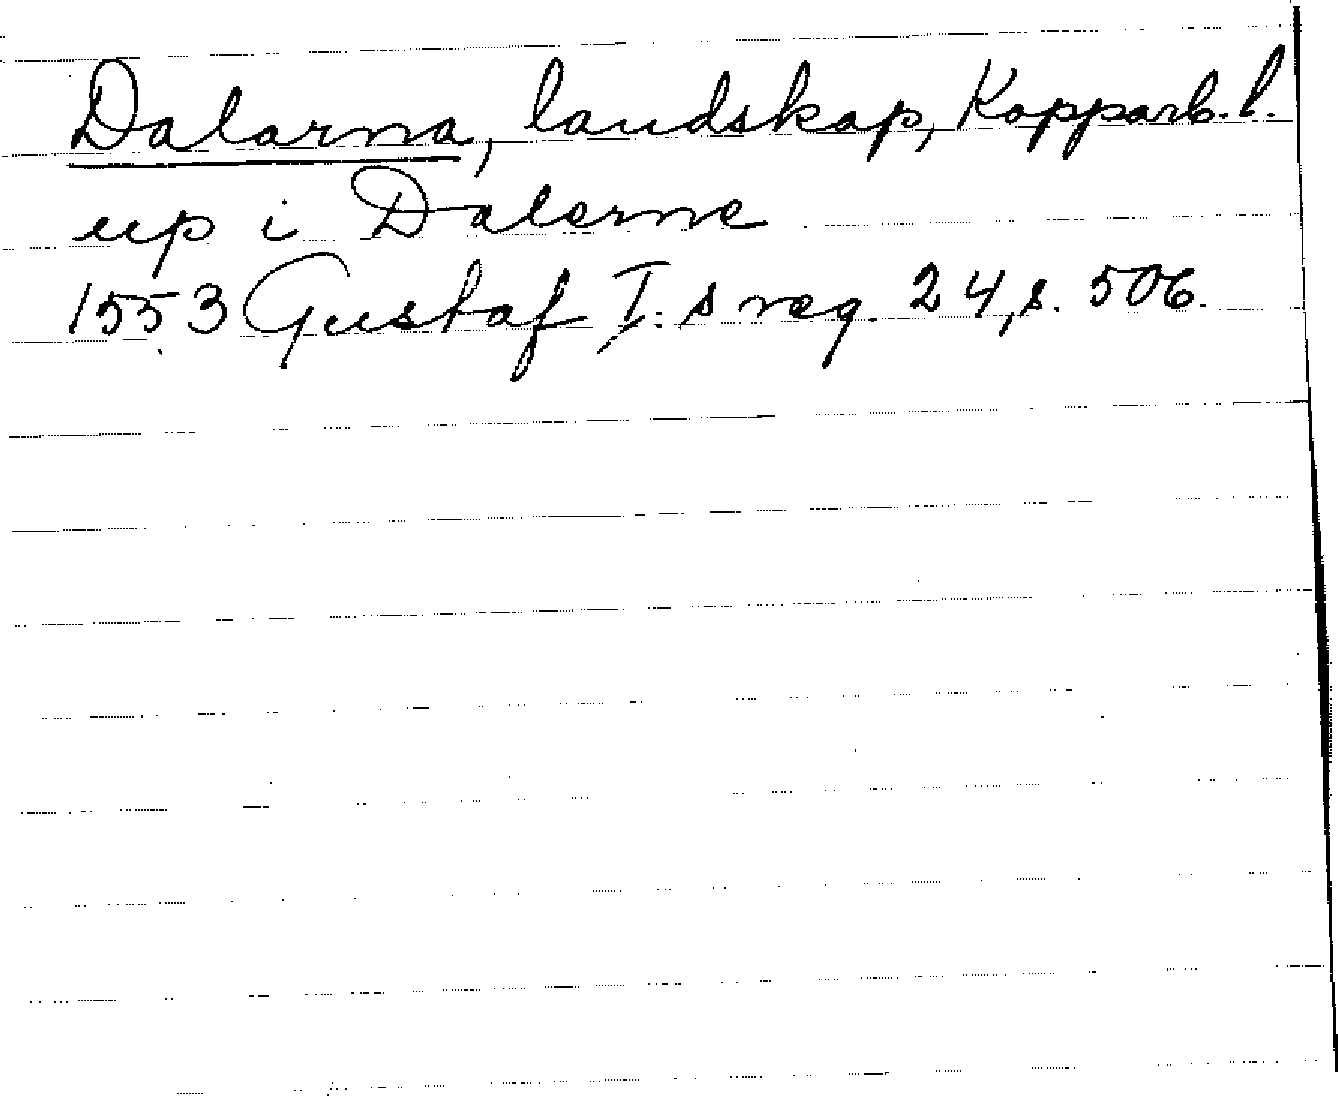 Dalarna, landskap, Kopparb. l.
up i Dalerne
1553 Gustaf I:s reg. 24, s. 506.